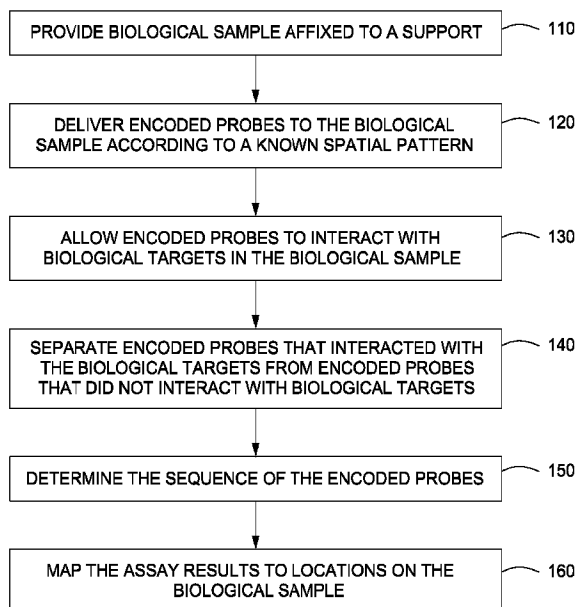 PROVIDE BIOLOGICAL SAMPLE AFFIXED TO A SUPPORT
110
DELIVER ENCODED PROBES TO THE BIOLOGICAL
SAMPLE ACCORDING TO A KNOWN SPATIAL PATTERN
120
ALLOW ENCODED PROBES TO INTERACT WITH
BIOLOGICAL TARGETS IN THE BIOLOGICAL SAMPLE
130
SEPARATE ENCODED PROBES THAT INTERACTED WITH
THE BIOLOGICAL TARGETS FROM ENCODED PROBES
THAT DID NOT INTERACT WITH BIOLOGICAL TARGETS
140
DETERMINE THE SEQUENCE OF THE ENCODED PROBES
150
MAP THE ASSAY RESULTS TO LOCATIONS ON THE
BIOLOGICAL SAMPLE
160